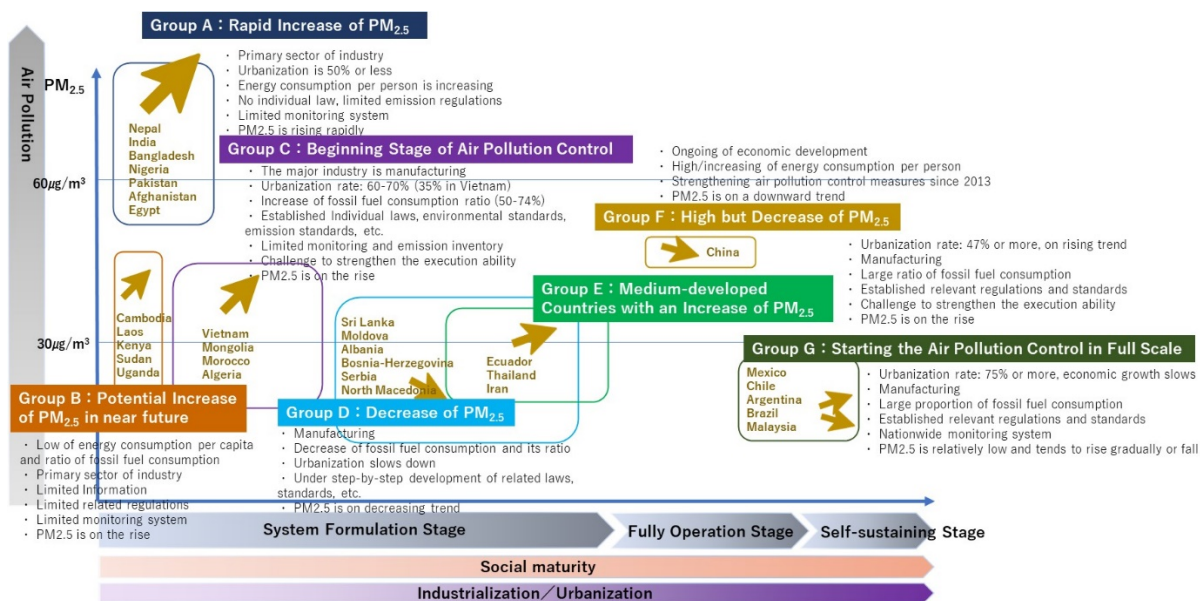 Group A：Rapid Increase of PM2.5
・ Primary sector of industry
・ Urbanization is 50% or less
・ Energy consumption per person is increasing
・ No individual law, limited emission regulations
・ Limited monitoring system
・ PM2.5 is rising rapidly
Air Pollution
PM2.5
60μg/m³
30μg/m³
Nepal
India
Bangladesh
Nigeria
Pakistan
Afghanistan
Egypt
Group C：Beginning Stage of Air Pollution Control
・ The major industry is manufacturing
・ Urbanization rate: 60-70% (35% in Vietnam)
・ Increase of fossil fuel consumption ratio (50-74%)
・ Established Individual laws, environmental standards,
emission standards, etc.
・ Limited monitoring and emission inventory
・ Challenge to strengthen the execution ability
・ PM2.5 is on the rise
・ Ongoing of economic development
・ High/increasing of energy consumption per person
・ Strengthening air pollution control measures since 2013
・ PM2.5 is on a downward trend
Group F：High but Decrease of PM2.5
China
Cambodia
Laos
Kenya
Sudan
Uganda
Vietnam
Mongolia
Morocco
Algeria
Sri Lanka
Moldova
Albania
Bosnia-Herzegovina
Serbia
North Macedonia
Group E：Medium-developed
Countries with an Increase of PM2.5
Ecuador
Thailand
Iran
・ Urbanization rate: 47% or more, on rising trend
・ Manufacturing
・ Large ratio of fossil fuel consumption
・ Established relevant regulations and standards
・ Challenge to strengthen the execution ability
・ PM2.5 is on the rise
Group G：Starting the Air Pollution Control in Full Scale
Mexico
Chile
Argentina
Brazil
Malaysia
・ Urbanization rate: 75% or more, economic growth slows
・ Manufacturing
・ Large proportion of fossil fuel consumption
・ Established relevant regulations and standards
・ Nationwide monitoring system
・ PM2.5 is relatively low and tends to rise gradually or fall
Group B：Potential Increase
of PM2.5 in near future
・ Low of energy consumption per capita
and ratio of fossil fuel consumption
・ Primary sector of industry
・ Limited Information
・ Limited related regulations
・ Limited monitoring system
・ PM2.5 is on the rise
Group D：Decrease of PM2.5
・ Manufacturing
・ Decrease of fossil fuel consumption and its ratio
・ Urbanization slows down
・ Under step-by-step development of related laws,
standards, etc.
・ PM2.5 is on decreasing trend
System Formulation Stage
Fully Operation Stage
Self-sustaining Stage
Social maturity
Industrialization／Urbanization